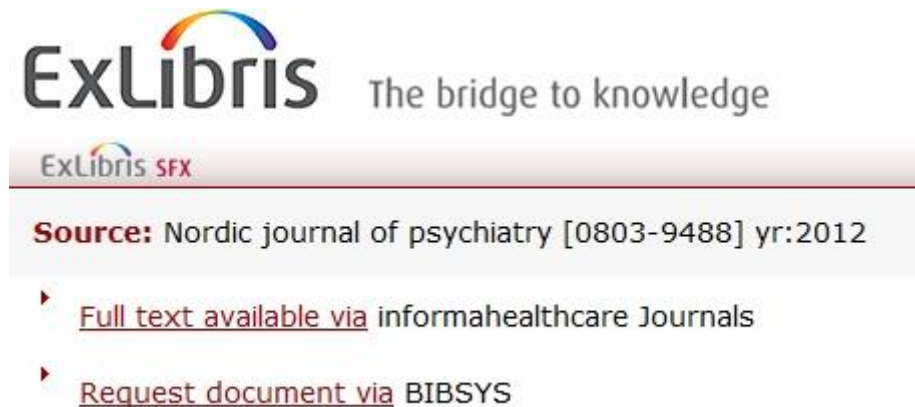 ExLibris The bridge to knowledge
ExLibris SFX
Source: Nordic journal of psychiatry [0803-9488] yr:2012
Full text available via informahealthcare Journals
Request document via BIBSYS